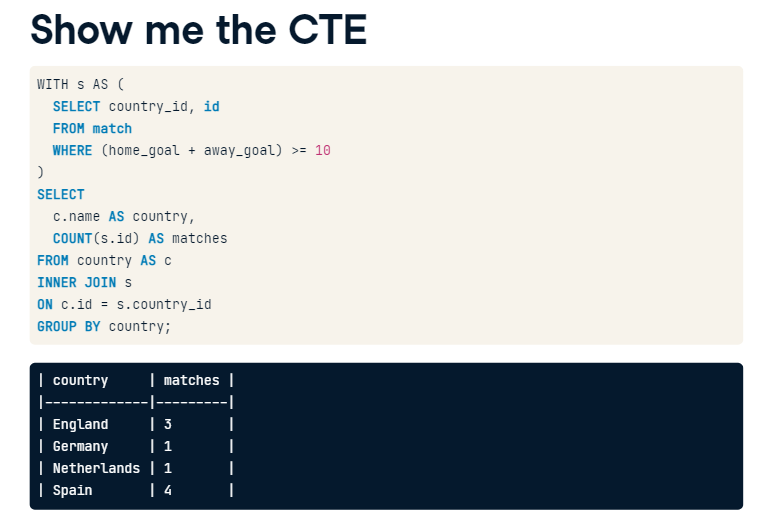 Show me the CTE
WITH s AS (
  SELECT country_id, id
  FROM match
  WHERE (home_goal + away_goal) >= 10
)
SELECT
  c.name AS country,
  COUNT(s.id) AS matches
FROM country AS c
INNER JOIN s
ON c.id = s.country_id
GROUP BY country;
| country     | matches |
|-------------|---------|
| England     | 3       |
| Germany     | 1       |
| Netherlands | 1       |
| Spain       | 4       |